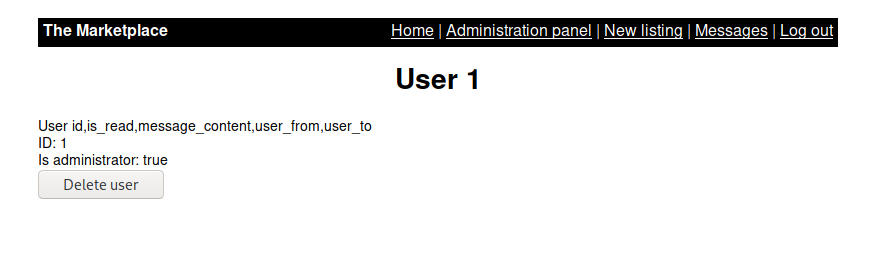 The Marketplace
Home | Administration panel | New listing | Messages | Log out
User 1
User id,is_read,message_content,user_from,user_to
ID: 1
Is administrator: true
Delete user